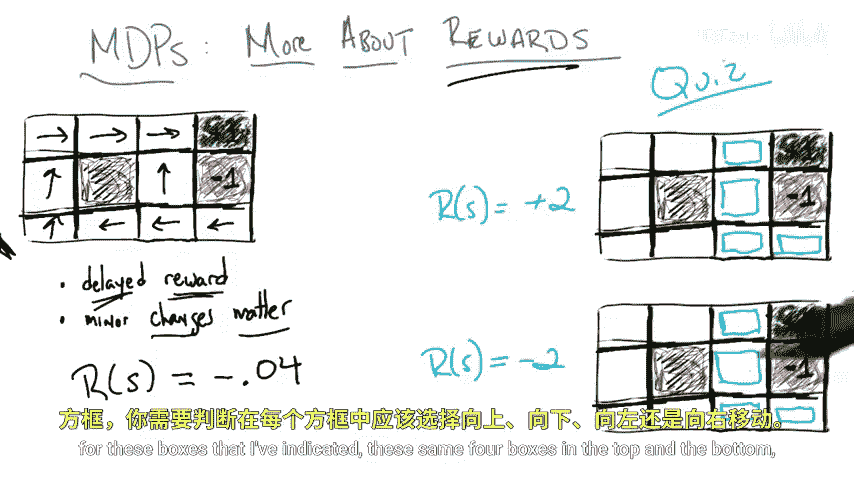 MDPs: More About Rewards
Quiz
-1
• delayed reward
• minor changes matter
R(s) = -.04
R(s) = +2
-1
R(s) = -2
-1
方框，你需要判断在每个方框中应该选择向上、向下、向左还是向右移动。
for these boxes that I've indicated, these same four boxes in the top and the bottom,